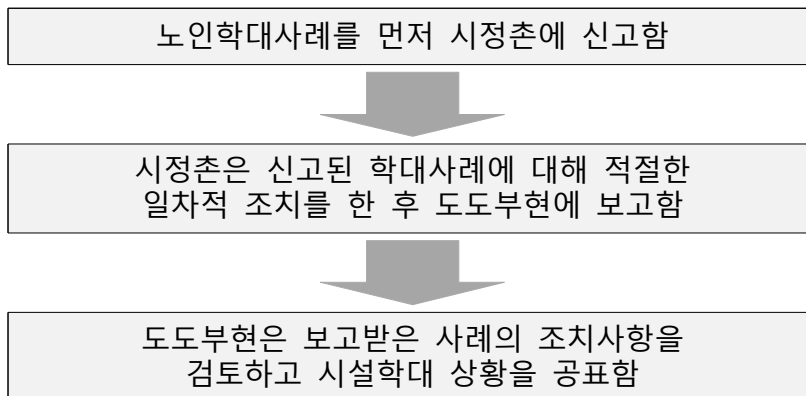 노인학대사례를 먼저 시정촌에 신고함
시정촌은 신고된 학대사례에 대해 적절한
일차적 조치를 한 후 도도부현에 보고함
도도부현은 보고받은 사례의 조치사항을
검토하고 시설학대 상황을 공표함